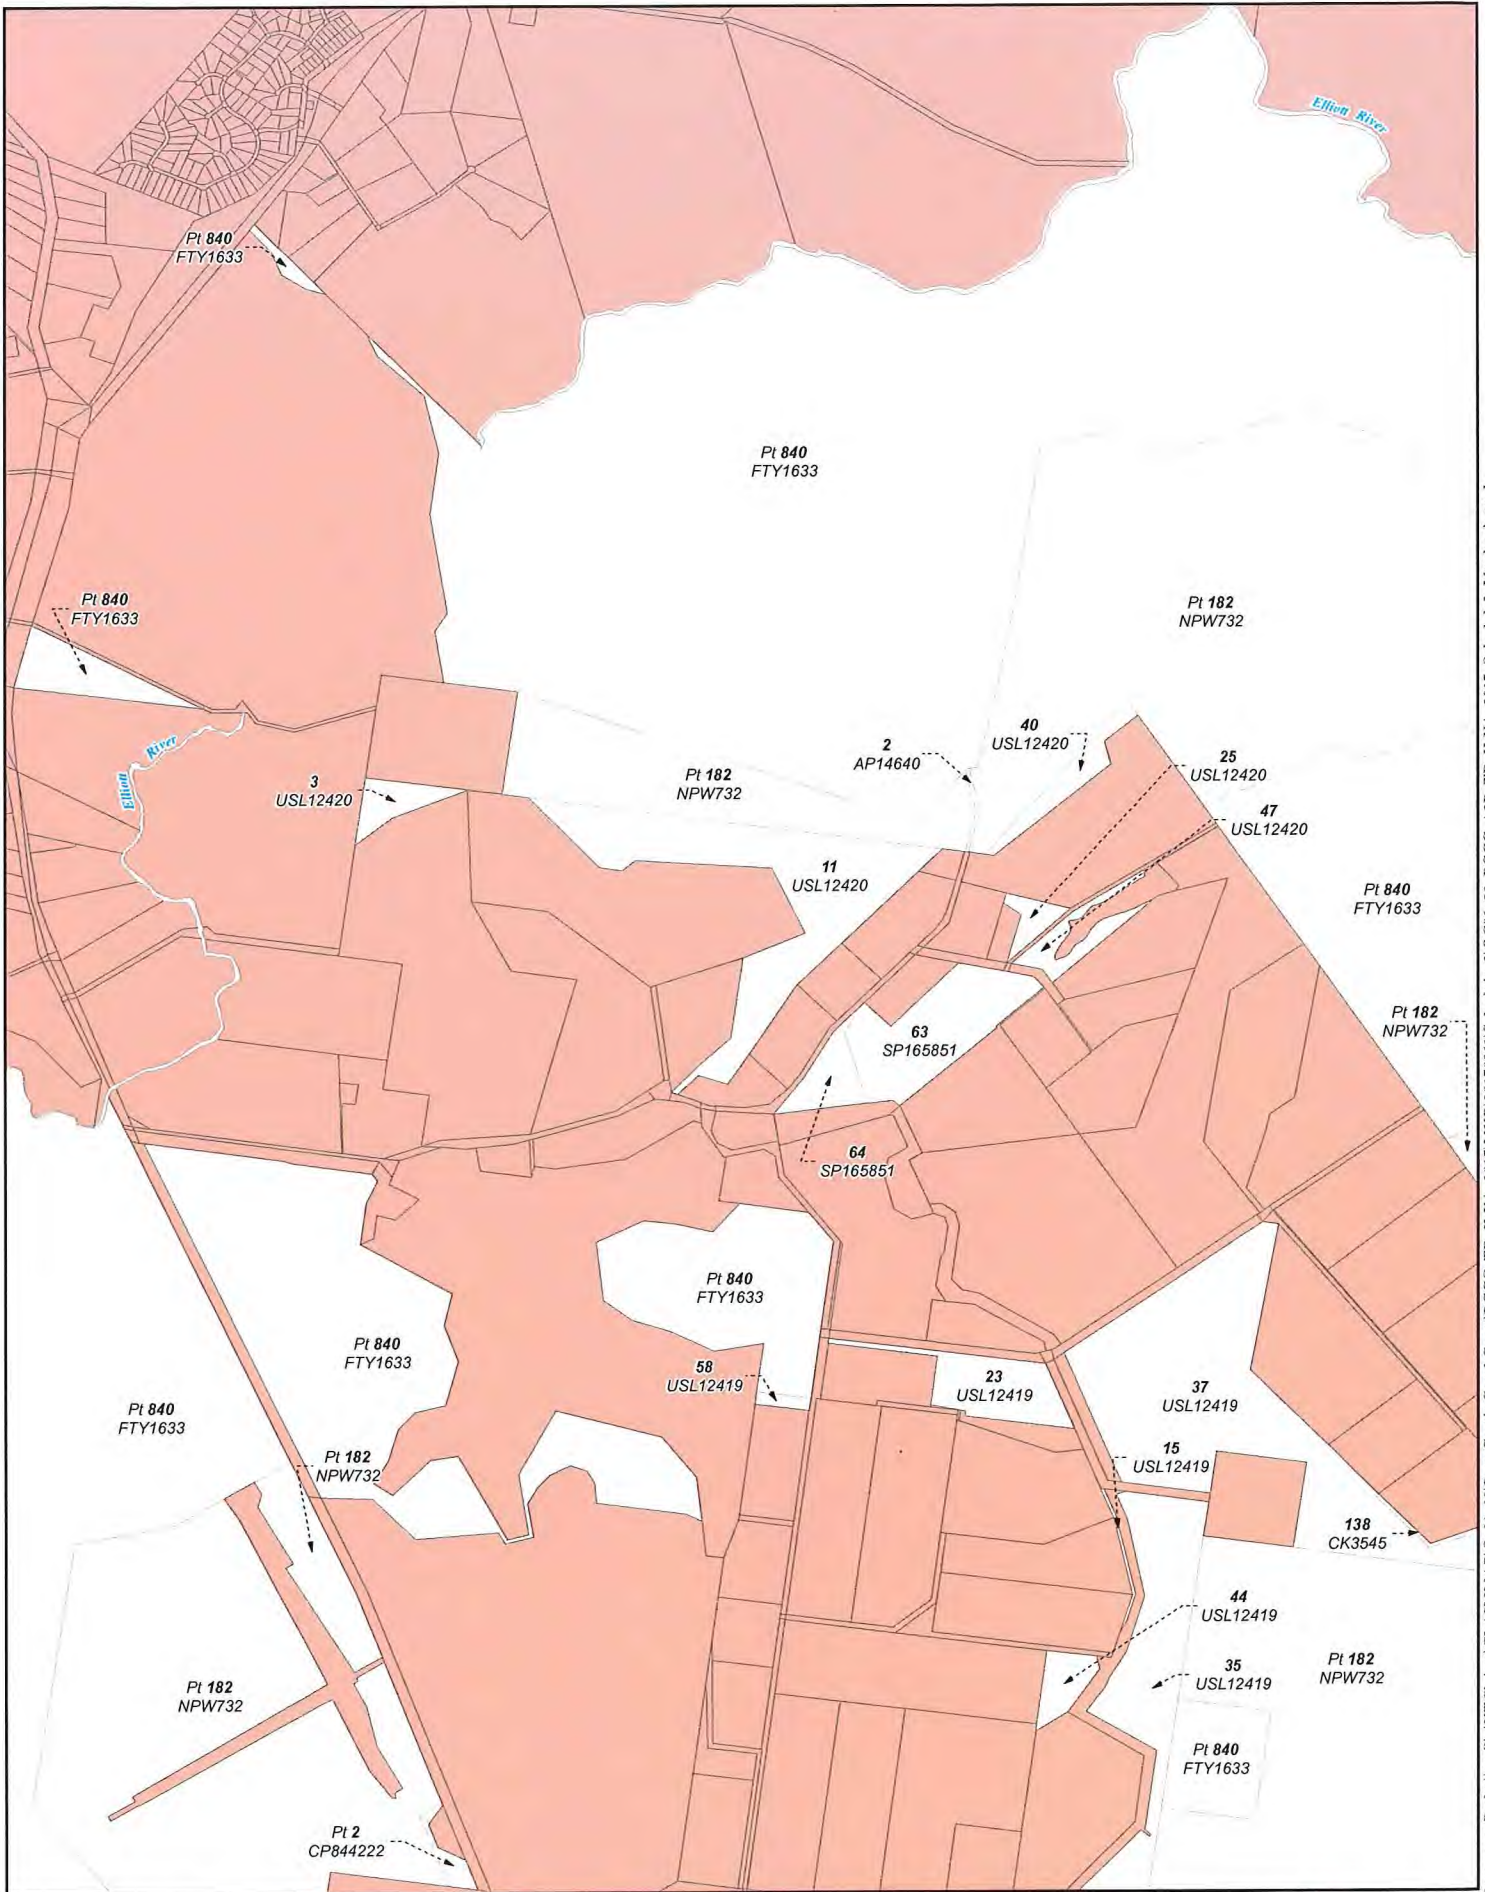 Elliott River
Pt 840
FTY1633
Pt 840
FTY1633
Pt 840
FTY1633
Pt 182
NPW732
Elliott River
3
USL12420
Pt 182
NPW732
2
AP14640
40
USL12420
25
USL12420
47
USL12420
11
USL12420
Pt 840
FTY1633
Pt 182
NPW732
63
SP165851
64
SP165851
Pt 840
FTY1633
Pt 840
FTY1633
58
USL12419
23
USL12419
37
USL12419
Pt 840
FTY1633
Pt 182
NPW732
15
USL12419
138
CK3545
44
USL12419
35
USL12419
Pt 182
NPW732
Pt 182
NPW732
Pt 840
FTY1633
Pt 2
CP844222